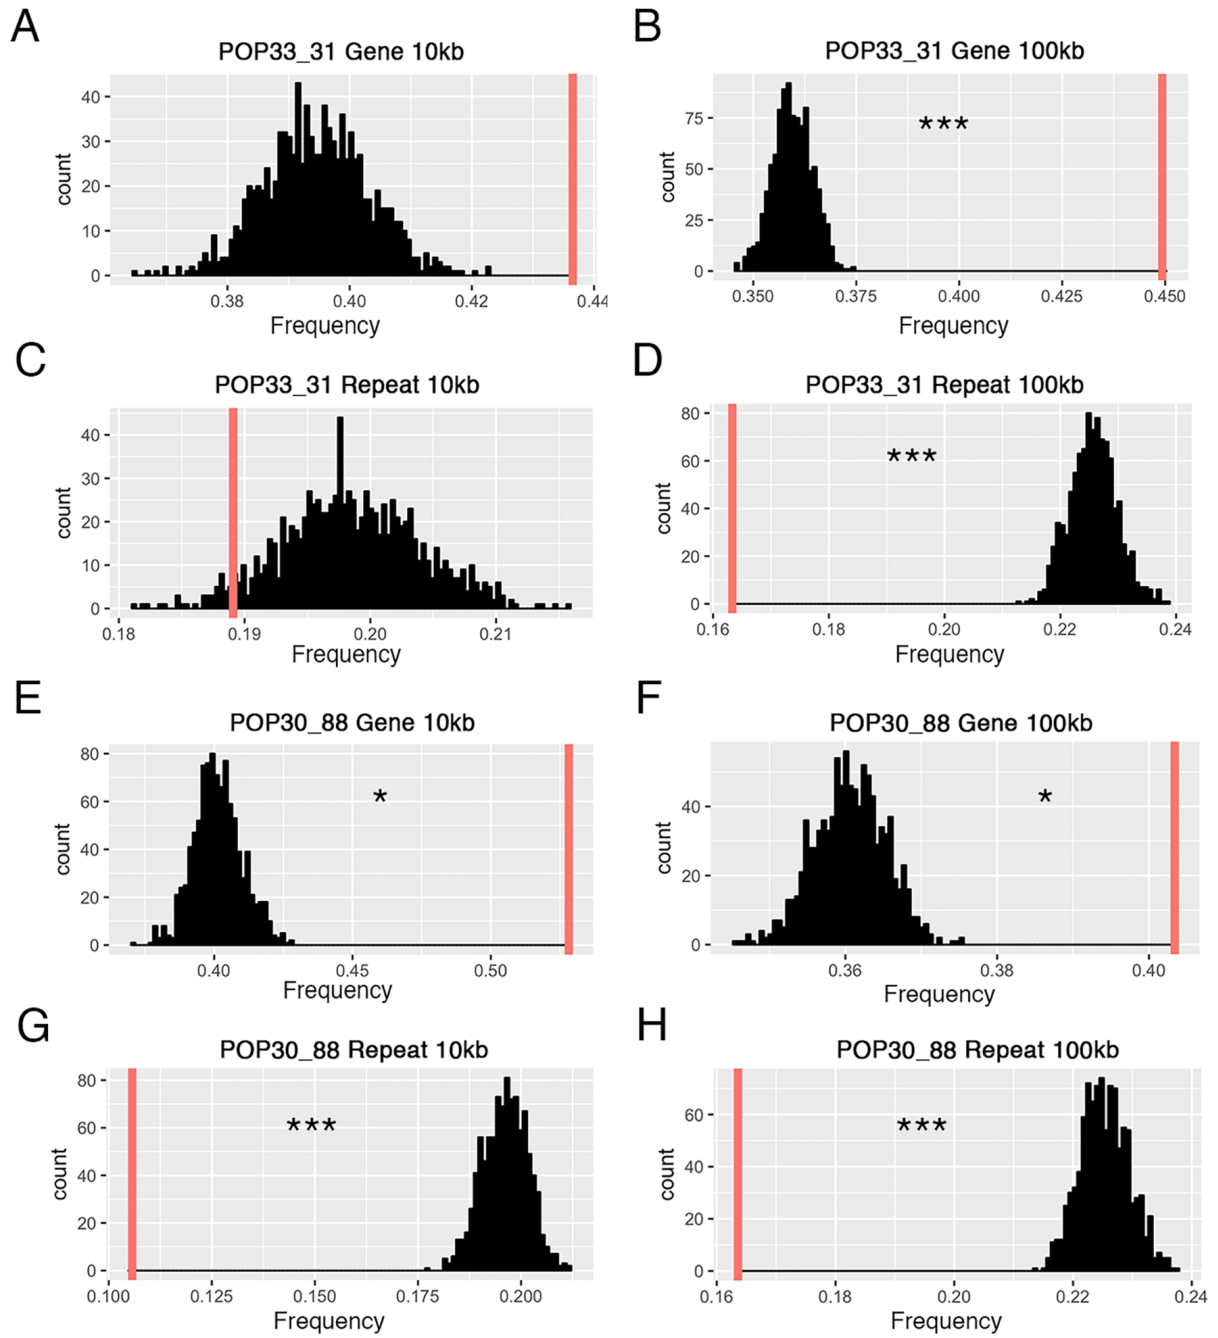 A
POP33_31 Gene 10kb
count
40
30
20
10
0
0.38 0.40 0.42 0.44
Frequency
B
POP33_31 Gene 100kb
count
75
50
25
0
***
0.350 0.375 0.400 0.425 0.450
Frequency
C
POP33_31 Repeat 10kb
count
40
30
20
10
0
0.18 0.19 0.20 0.21
Frequency
D
POP33_31 Repeat 100kb
count
80
60
40
20
0
***
0.16 0.18 0.20 0.22 0.24
Frequency
E
POP30_88 Gene 10kb
count
80
60
40
20
0
*
0.40 0.45 0.50
Frequency
F
POP30_88 Gene 100kb
count
40
20
0
*
0.36 0.38 0.40
Frequency
G
POP30_88 Repeat 10kb
count
80
60
40
20
0
***
0.100 0.125 0.150 0.175 0.200
Frequency
H
POP30_88 Repeat 100kb
count
60
40
20
0
***
0.16 0.18 0.20 0.22 0.24
Frequency